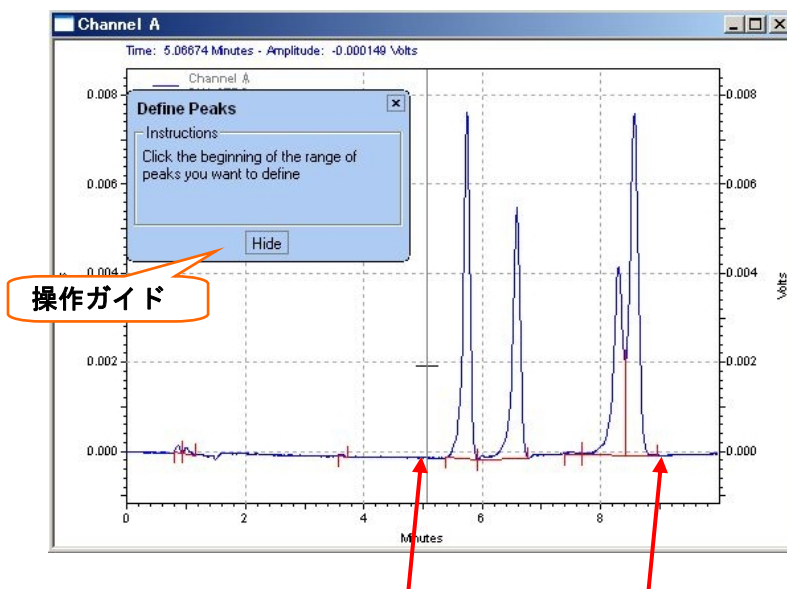 Channel A
Time: 5.06674 Minutes - Amplitude: -0.000149 Volts
Channel A
Define Peaks
Instructions
Click the beginning of the range of
peaks you want to define
Hide
操作ガイド
0.008
0.006
0.004
0.002
0.000
0.008
0.006
0.004
0.002
0.000
Volts
0
2
4
6
8
Minutes